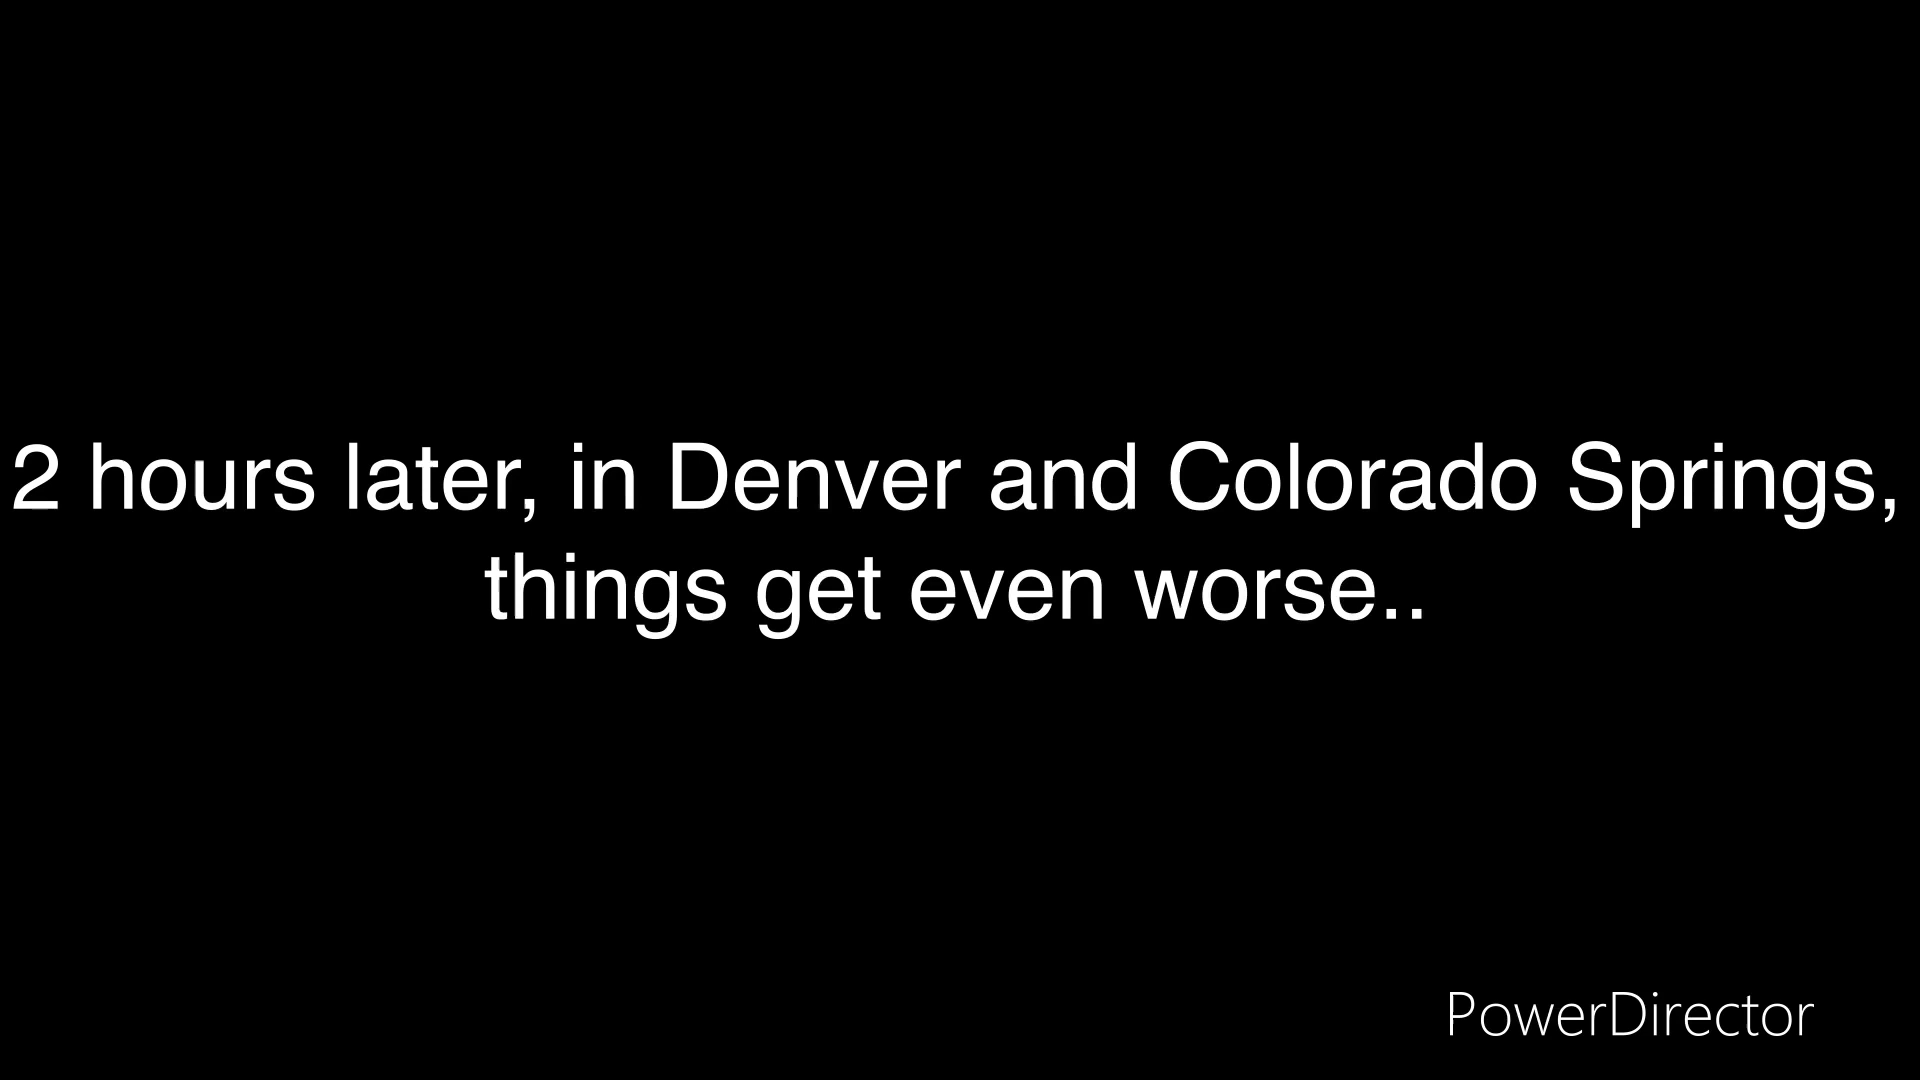 2 hours later, in Denver and Colorado Springs,
things get even worse..
PowerDirector